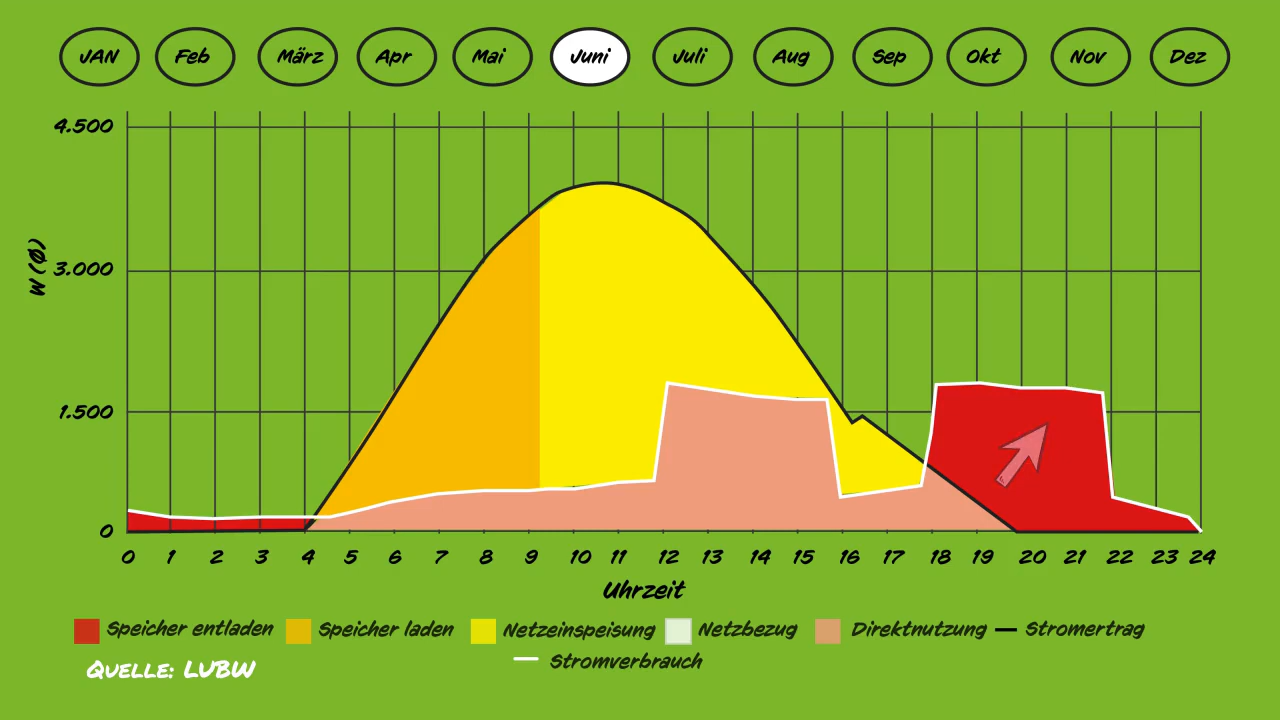 JAN Feb März Apr Mai Juni Juli Aug Sep Okt Nov Dez
4.500
3.000
1.500
0
W (Ø)
0 1 2 3 4 5 6 7 8 9 10 11 12 13 14 15 16 17 18 19 20 21 22 23 24
Uhrzeit
Speicher entladen Speicher laden Netzeinspeisung Netzbezug Direktnutzung Stromertrag
Stromverbrauch
Quelle: LUBW